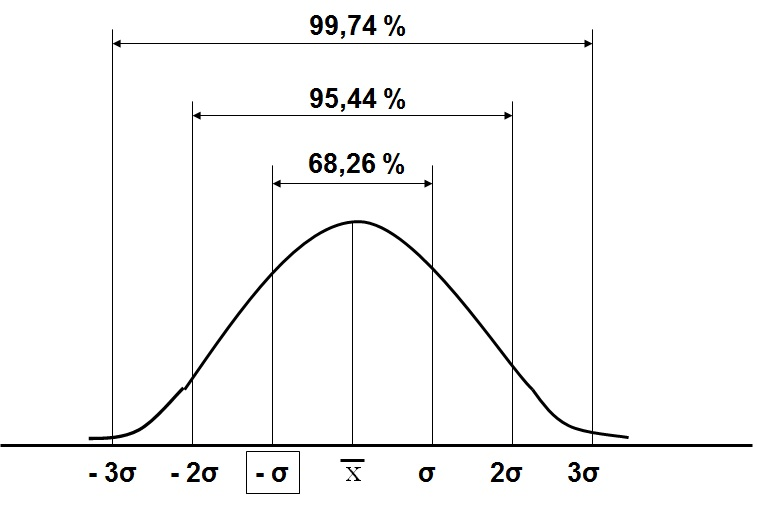 99,74 %
95,44 %
68,26 %
- 3σ - 2σ - σ x̅ σ 2σ 3σ